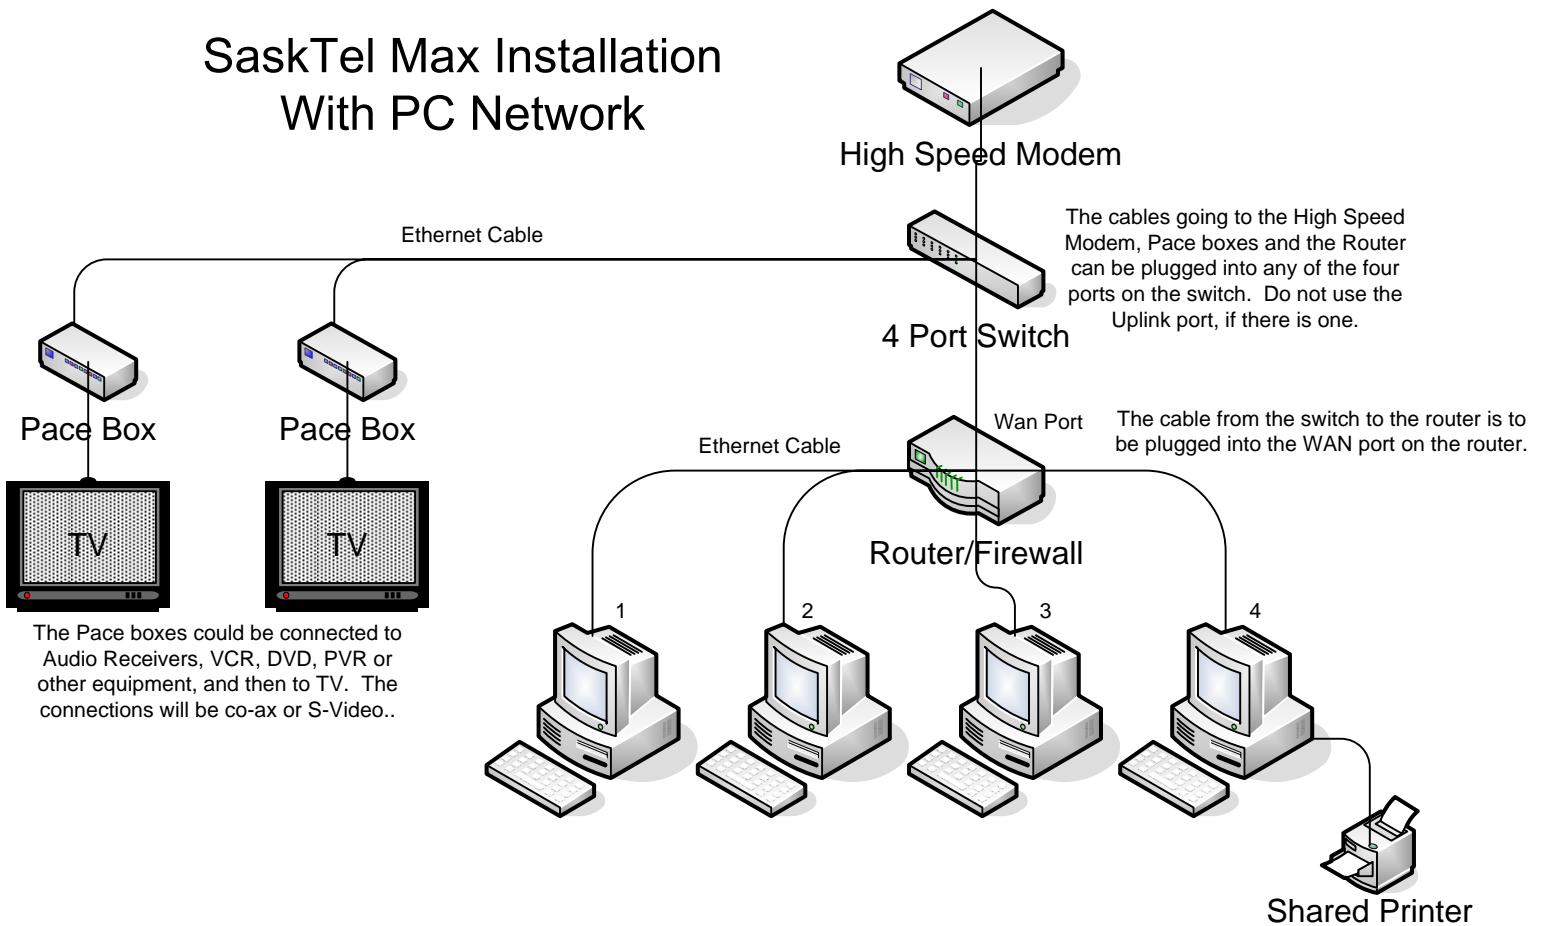 SaskTel Max Installation
With PC Network
High Speed Modem
Ethernet Cable
The cables going to the High Speed
Modem, Pace boxes and the Router
can be plugged into any of the four
ports on the switch.  Do not use the
Uplink port, if there is one.
4 Port Switch
Pace Box
Pace Box
Wan Port
The cable from the switch to the router is to
be plugged into the WAN port on the router.
Ethernet Cable
TV
TV
Router/Firewall
1
2
3
4
The Pace boxes could be connected to
Audio Receivers, VCR, DVD, PVR or
other equipment, and then to TV.  The
connections will be co-ax or S-Video..
Shared Printer